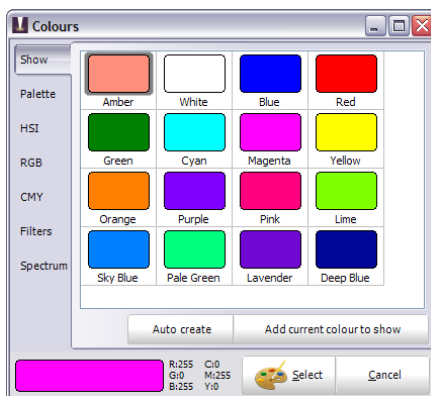 Colours
Show
Palette
HSI
RGB
CMY
Filters
Spectrum
Amber White Blue Red
Green Cyan Magenta Yellow
Orange Purple Pink Lime
Sky Blue Pale Green Lavender Deep Blue
Auto create Add current colour to show
R:255 C:0
G:0 M:255
B:255 Y:0
Select Cancel